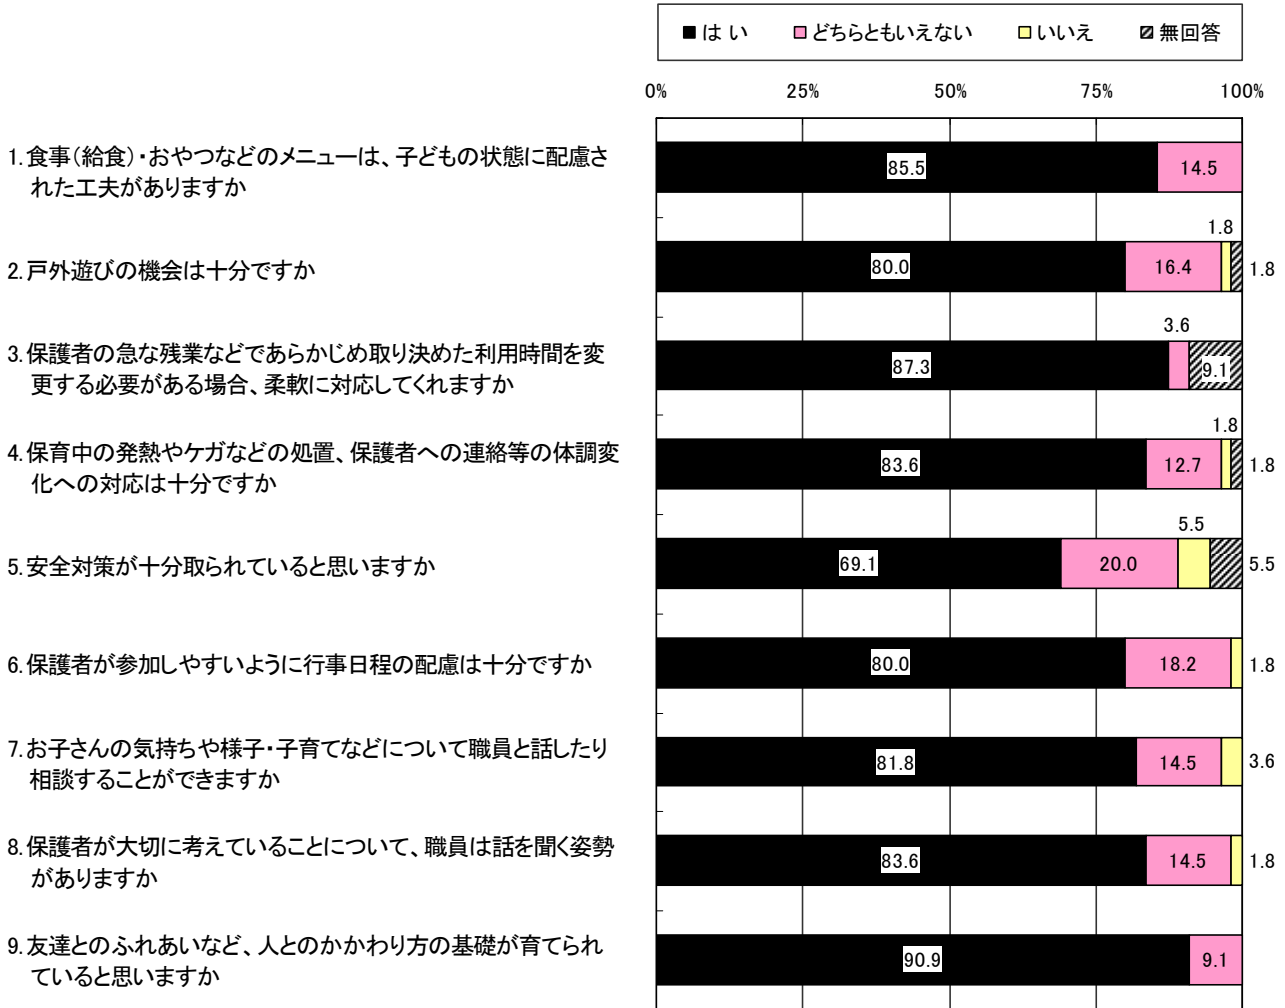 ■はい □どちらともいえない □いいえ 無回答
0% 25% 50% 75% 100%
1.食事(給食)・おやつなどのメニューは、子どもの状態に配慮さ
れた工夫がありますか
85.5 14.5
1.8
2.戸外遊びの機会は十分ですか
80.0 16.4 1.8
3.6
3.保護者の急な残業などであらかじめ取り決めた利用時間を変
更する必要がある場合、柔軟に対応してくれますか
87.3 9.1
1.8
4.保育中の発熱やケガなどの処置、保護者への連絡等の体調変
化への対応は十分ですか
83.6 12.7 1.8
5.5
5.安全対策が十分取られていると思いますか
69.1 20.0 5.5
6.保護者が参加しやすいように行事日程の配慮は十分ですか
80.0 18.2 1.8
7.お子さんの気持ちや様子・子育てなどについて職員と話したり
相談することができますか
81.8 14.5 3.6
8.保護者が大切に考えていることについて、職員は話を聞く姿勢
がありますか
83.6 14.5 1.8
9.友達とのふれあいなど、人とのかかわり方の基礎が育てられ
ていると思いますか
90.9 9.1